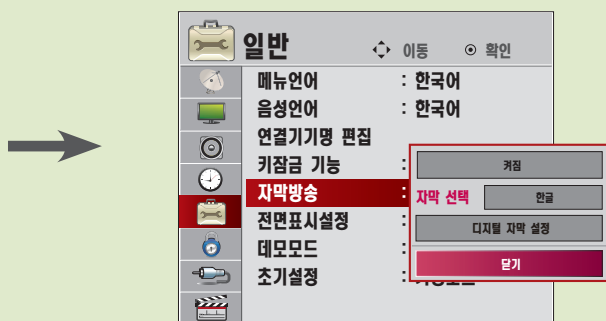 일반 이동 확인
메뉴언어 : 한국어
음성언어 : 한국어
연결기기명 편집
키잠금 기능 :
켜짐
자막방송 :
자막 선택 한글
전면표시설정 :
디지털 자막 설정
데모모드 :
닫기
초기설정 :